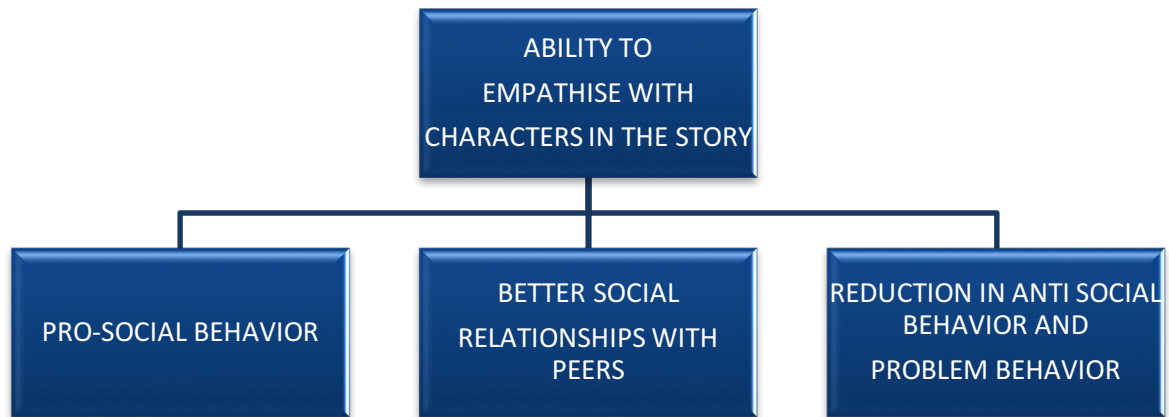 ABILITY TO
EMPATHISE WITH
CHARACTERS IN THE STORY
PRO-SOCIAL BEHAVIOR
BETTER SOCIAL
RELATIONSHIPS WITH
PEERS
REDUCTION IN ANTI SOCIAL
BEHAVIOR AND
PROBLEM BEHAVIOR